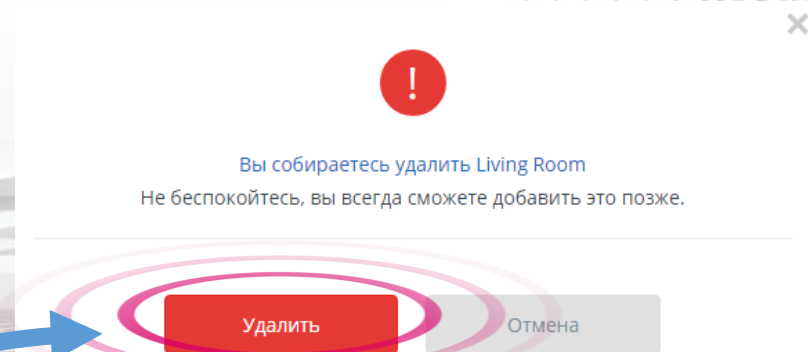 Вы собираетесь удалить Living Room
Не беспокойтесь, вы всегда сможете добавить это позже.
Удалить
Отмена